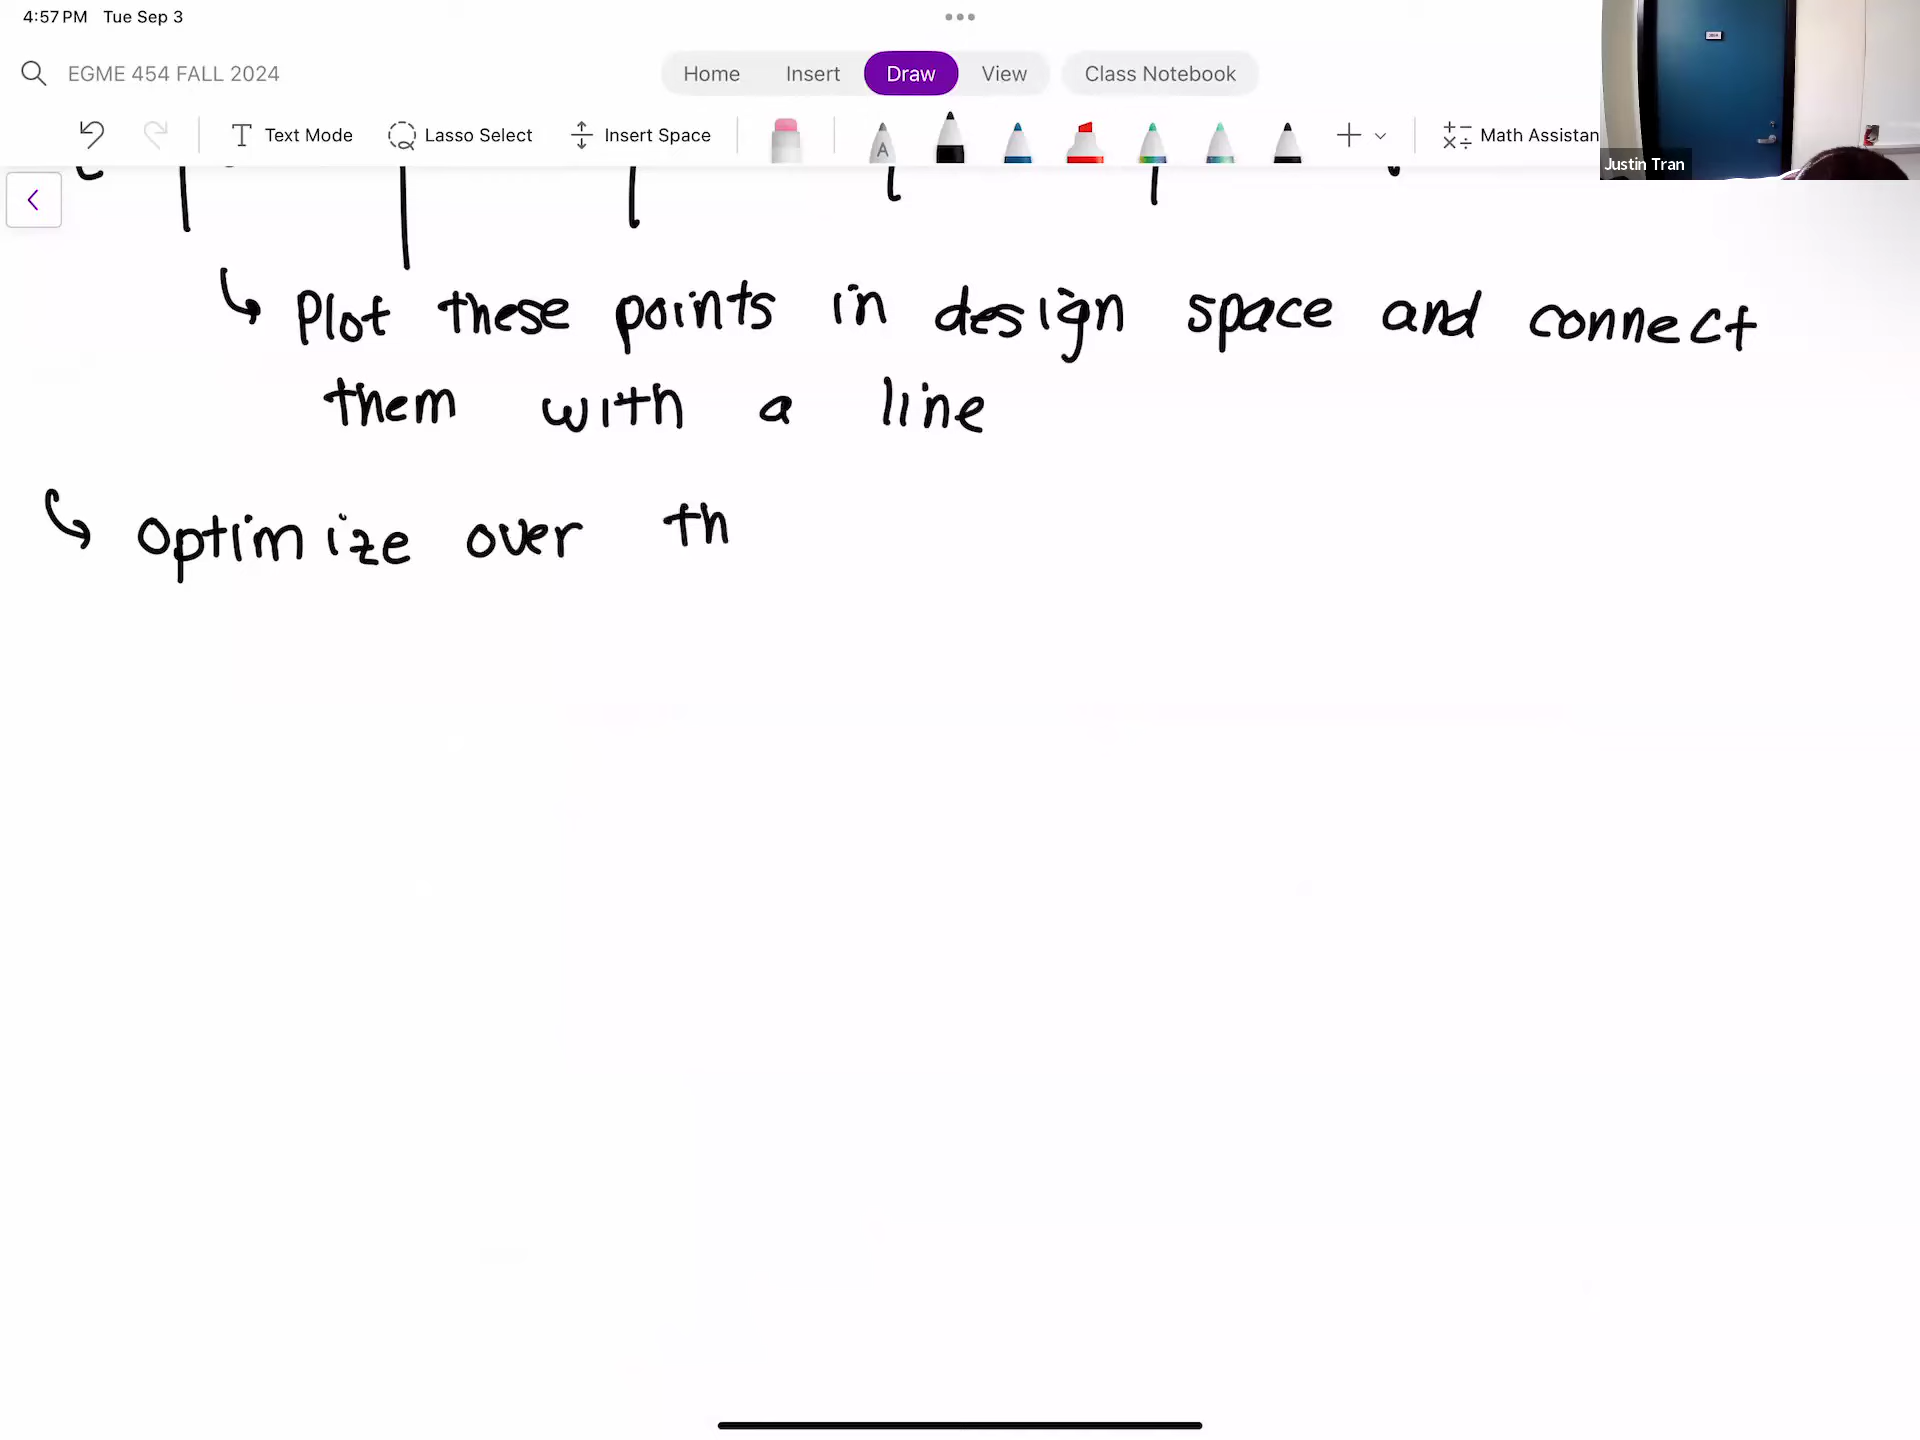 4:57 PM Tue Sep 3
EGME 454 FALL 2024
Home Insert Draw View Class Notebook
Text Mode Lasso Select Insert Space A Math Assistan
Justin Tran
Plot these points in design space and connect
them with a line
Optimize over th